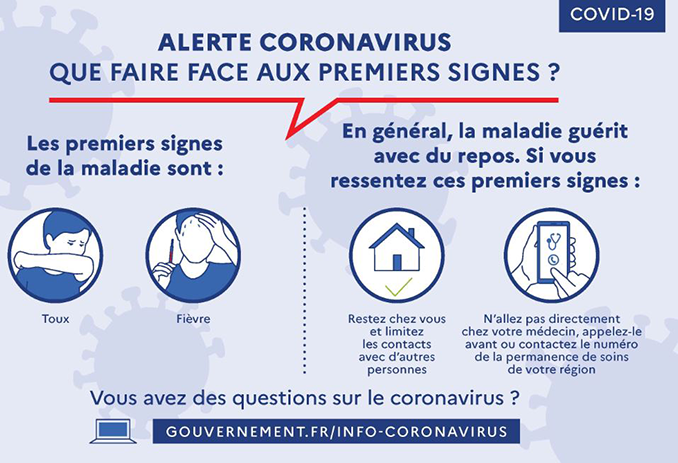 COVID-19
ALERTE CORONAVIRUS
QUE FAIRE FACE AUX PREMIERS SIGNES ?
Les premiers signes
de la maladie sont :
Toux
Fièvre
En général, la maladie guérit
avec du repos. Si vous
ressentez ces premiers signes :
Restez chez vous
et limitez
les contacts
avec d'autres
personnes
N'allez pas directement
chez votre médecin, appelez-le
avant ou contactez le numéro
de la permanence de soins
de votre région
Vous avez des questions sur le coronavirus ?
GOUVERNEMENT.FR/INFO-CORONAVIRUS